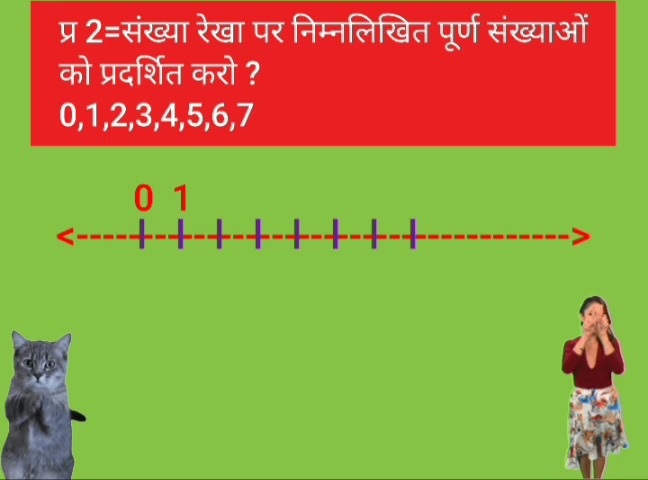 प्र 2=संख्या रेखा पर निम्नलिखित पूर्ण संख्याओं
को प्रदर्शित करो ?
0,1,2,3,4,5,6,7
0 1